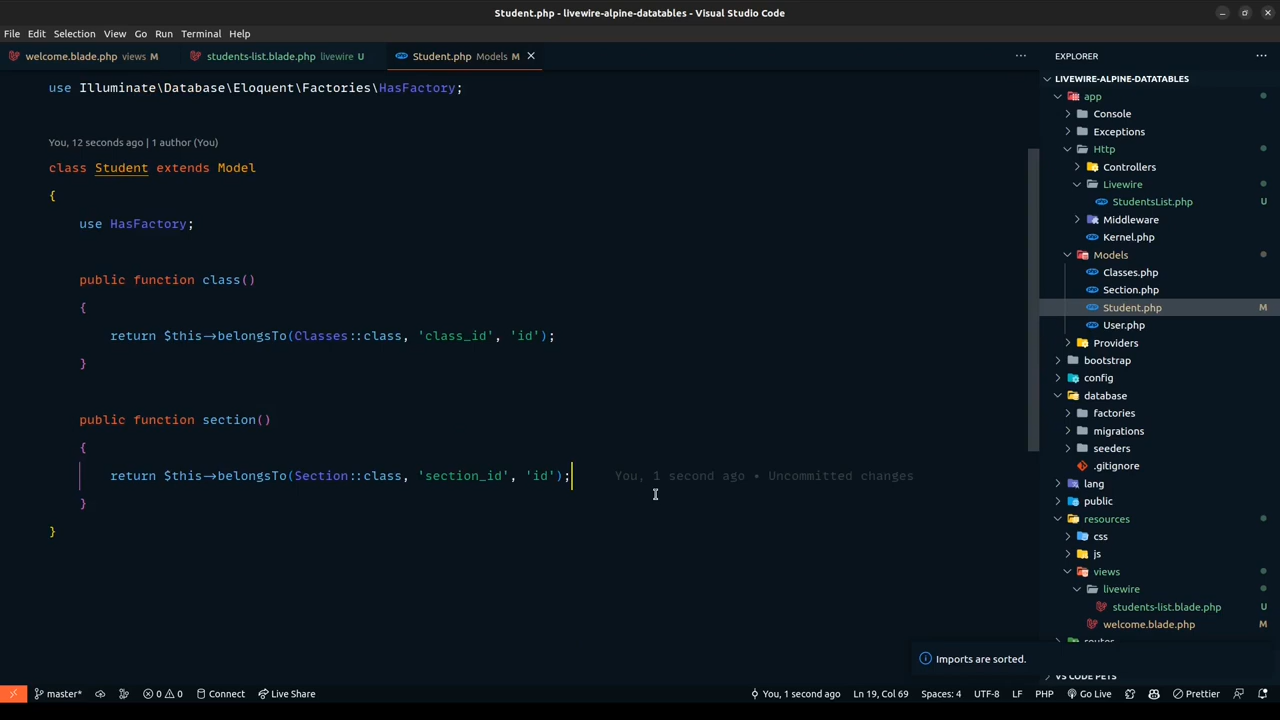 Student.php - livewire-alpine-datatables - Visual Studio Code
File Edit Selection View Go Run Terminal Help
welcome.blade.php views M
students-list.blade.php livewire U
Student.php Models M
use Illuminate\Database\Eloquent\Factories\HasFactory;
You, 12 seconds ago | 1 author (You)
class Student extends Model
{
use HasFactory;
public function class()
{
return $this->belongsTo(Classes::class, 'class_id', 'id');
}
public function section()
{
return $this->belongsTo(Section::class, 'section_id', 'id'); You, 1 second ago • Uncommitted changes
}
}
EXPLORER
LIVEWIRE-ALPINE-DATATABLES
app
Console
Exceptions
Http
Controllers
Livewire
StudentsList.php U
Middleware
Kernel.php
Models
Classes.php
Section.php
Student.php M
User.php
Providers
bootstrap
config
database
factories
migrations
seeders
.gitignore
lang
public
resources
css
js
views
livewire
students-list.blade.php U
welcome.blade.php M
Imports are sorted.
VS CODE PETS
master* 0 0 Connect Live Share You, 1 second ago Ln 19, Col 69 Spaces: 4 UTF-8 LF PHP Go Live Prettier